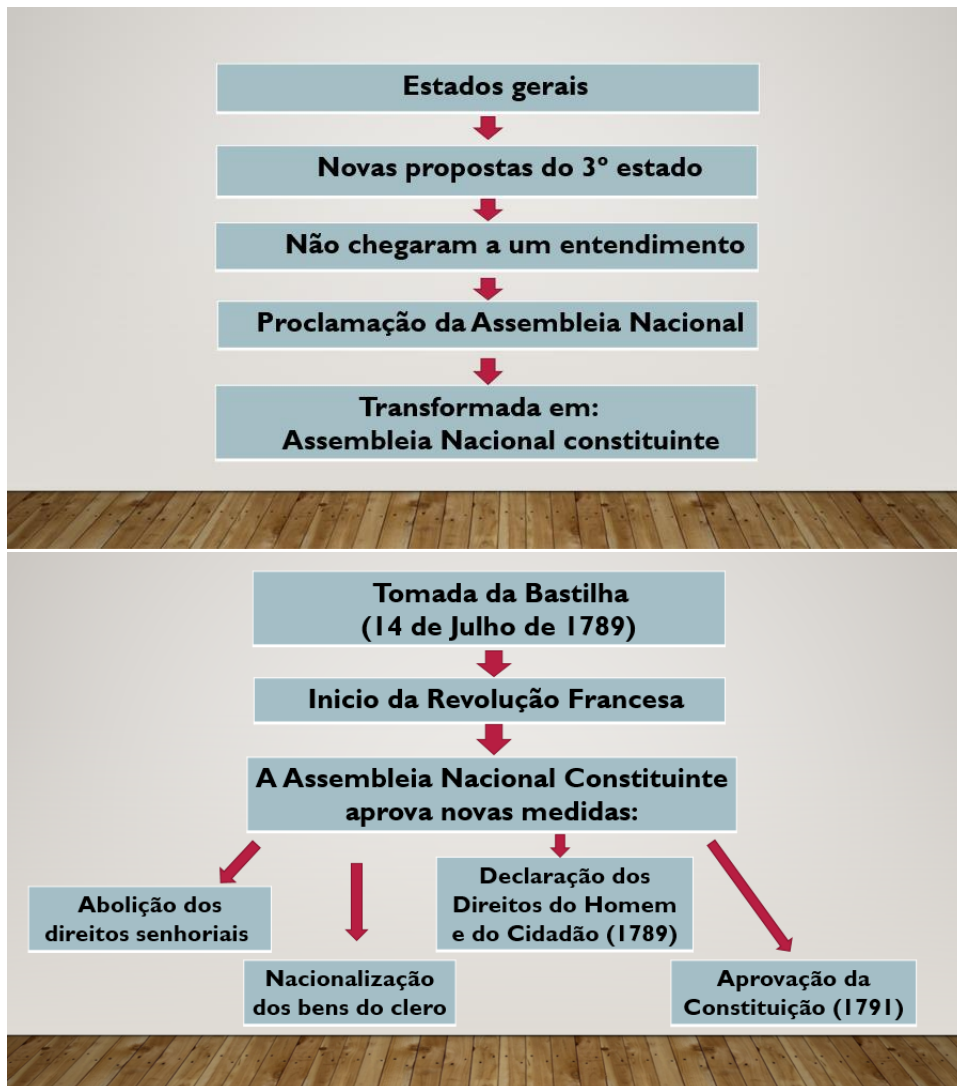 Estados gerais
Novas propostas do 3º estado
Não chegaram a um entendimento
Proclamação da Assembleia Nacional
Transformada em:
Assembleia Nacional constituinte
Tomada da Bastilha
(14 de Julho de 1789)
Inicio da Revolução Francesa
A Assembleia Nacional Constituinte
aprova novas medidas:
Abolição dos
direitos senhoriais
Nacionalização
dos bens do clero
Declaração dos
Direitos do Homem
e do Cidadão (1789)
Aprovação da
Constituição (1791)